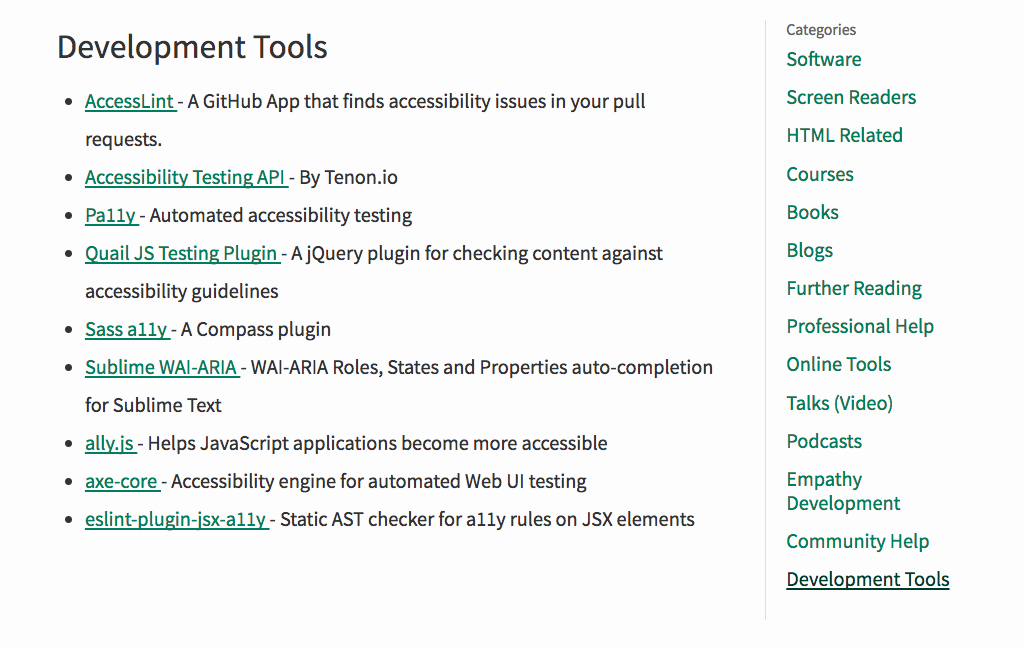 Development Tools
AccessLint - A GitHub App that finds accessibility issues in your pull
requests.
Accessibility Testing API - By Tenon.io
Pa11y - Automated accessibility testing
Quail JS Testing Plugin - A jQuery plugin for checking content against
accessibility guidelines
Sass a11y - A Compass plugin
Sublime WAI-ARIA - WAI-ARIA Roles, States and Properties auto-completion
for Sublime Text
ally.js - Helps JavaScript applications become more accessible
axe-core - Accessibility engine for automated Web UI testing
eslint-plugin-jsx-a11y - Static AST checker for a11y rules on JSX elements
Categories
Software
Screen Readers
HTML Related
Courses
Books
Blogs
Further Reading
Professional Help
Online Tools
Talks (Video)
Podcasts
Empathy
Development
Community Help
Development Tools